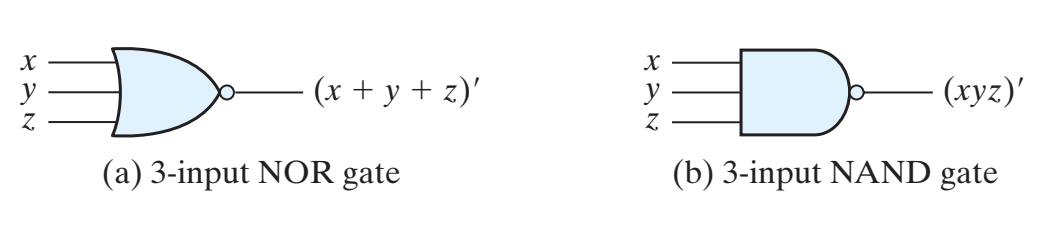 x
y
z
(x + y + z)′
(a) 3-input NOR gate
x
y
z
(xyz)′
(b) 3-input NAND gate